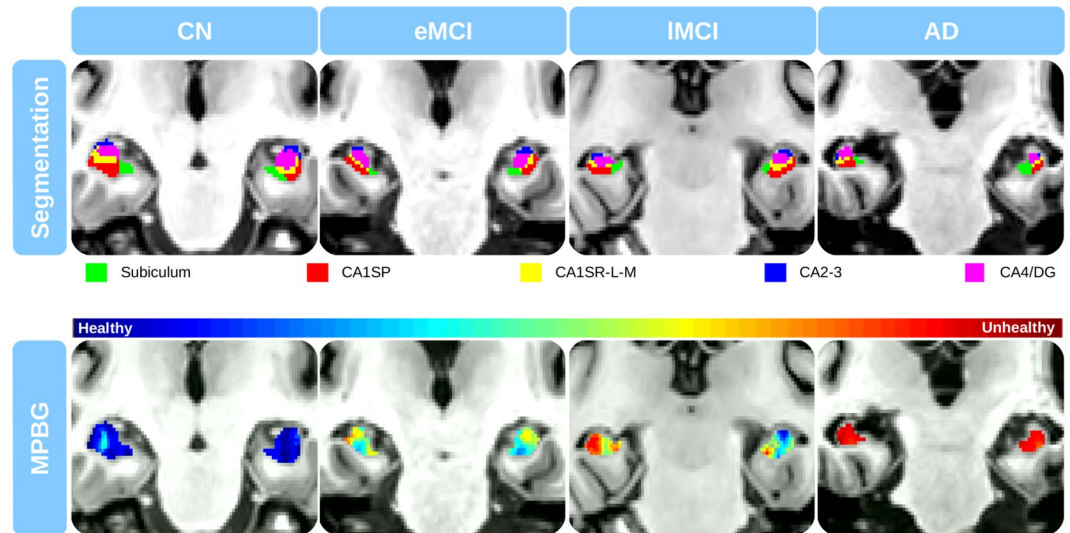 CN eMCI lMCI AD
Segmentation
Subiculum CA1SP CA1SR-L-M CA2-3 CA4/DG
Healthy Unhealthy
MPBG